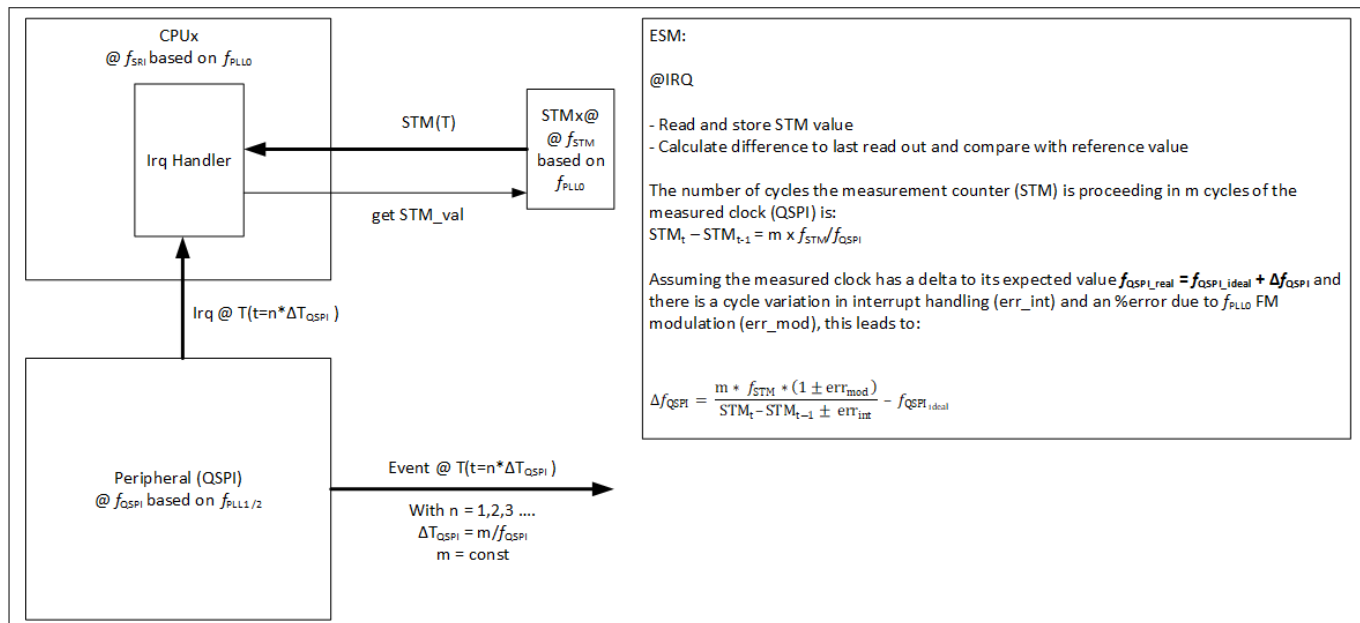 CPUx
@ fSRI based on fPLL0
Irq Handler
STM(T)
get STM_val
STMx@
@ fSTM
based on
fPLL0
Irq @ T(t=n*ΔTQSPI )
Peripheral (QSPI)
@ fQSPI based on fPLL1/2
Event @ T(t=n*ΔTQSPI )
With n = 1,2,3 ....
ΔTQSPI = m/fQSPI
m = const
ESM:
@IRQ
- Read and store STM value
- Calculate difference to last read out and compare with reference value
The number of cycles the measurement counter (STM) is proceeding in m cycles of the
measured clock (QSPI) is:
STMt – STMt-1 = m x fSTM/fQSPI
Assuming the measured clock has a delta to its expected value fQSPI_real = fQSPI_ideal + ΔfQSPI and
there is a cycle variation in interrupt handling (err_int) and an %error due to fPLL0 FM
modulation (err_mod), this leads to:
ΔfQSPI = m * fSTM * (1 ± errmod) / STMt − STMt−1 ± errint − fQSPIideal